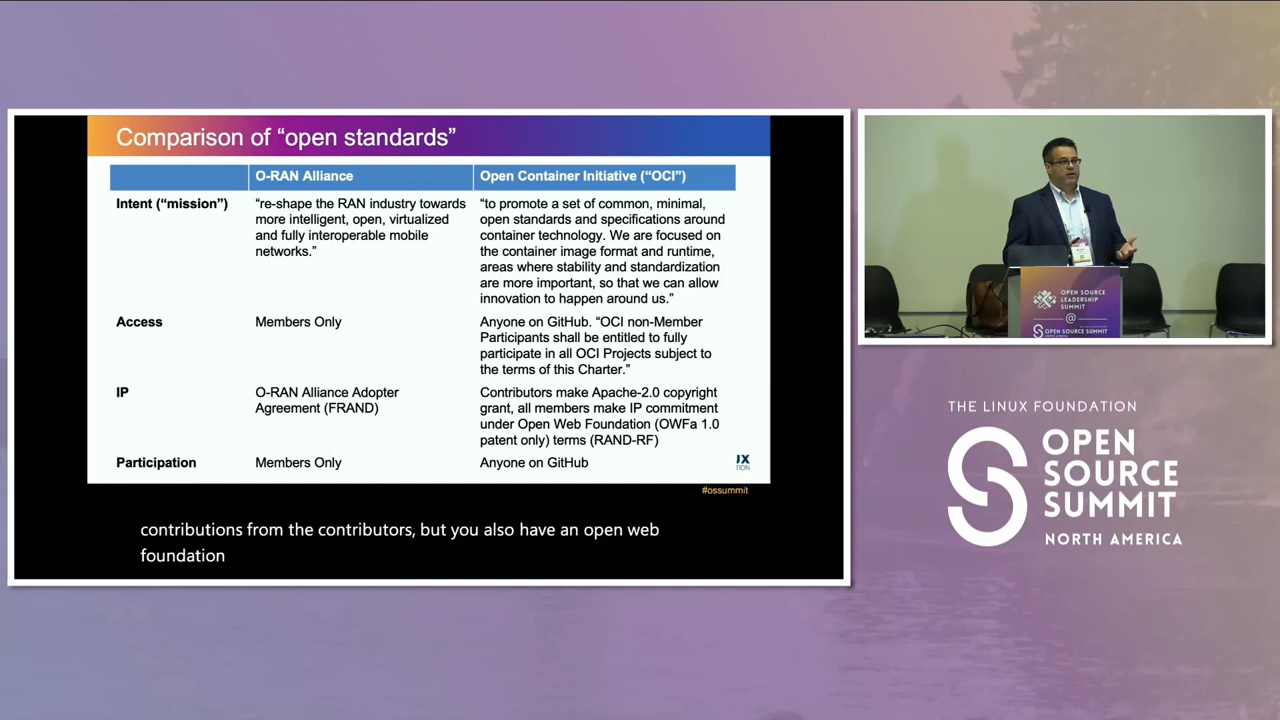 Comparison of “open standards”
O-RAN Alliance
Open Container Initiative (“OCI”)
Intent (“mission”)
“re-shape the RAN industry towards
more intelligent, open, virtualized
and fully interoperable mobile
networks.”
“to promote a set of common, minimal,
open standards and specifications around
container technology. We are focused on
the container image format and runtime,
areas where stability and standardization
are more important, so that we can allow
innovation to happen around us.”
Access
Members Only
Anyone on GitHub. “OCI non-Member
Participants shall be entitled to fully
participate in all OCI Projects subject to
the terms of this Charter.”
IP
O-RAN Alliance Adopter
Agreement (FRAND)
Contributors make Apache-2.0 copyright
grant, all members make IP commitment
under Open Web Foundation (OWFa 1.0
patent only) terms (RAND-RF)
Participation
Members Only
Anyone on GitHub
UX
TION
#ossummit
contributions from the contributors, but you also have an open web
foundation
OPEN SOURCE
LEADERSHIP
SUMMIT
@
OPEN SOURCE SUMMIT
THE LINUX FOUNDATION
OPEN
SOURCE
SUMMIT
NORTH AMERICA